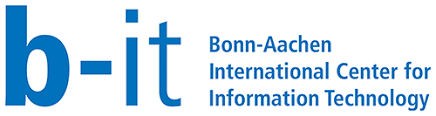 b-it
Bonn-Aachen
International Center for
Information Technology